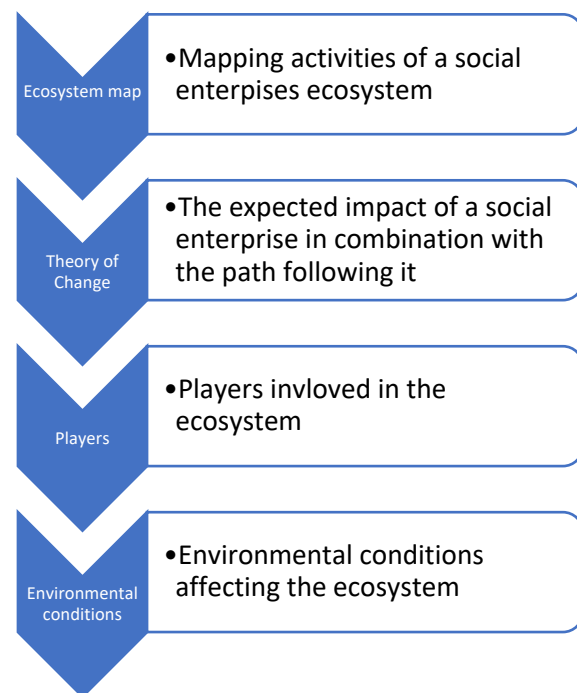 Ecosystem map
•Mapping activities of a social
enterpises ecosystem
Theory of
Change
•The expected impact of a social
enterprise in combination with
the path following it
Players
•Players invloved in the
ecosystem
Environmental
conditions
•Environmental conditions
affecting the ecosystem